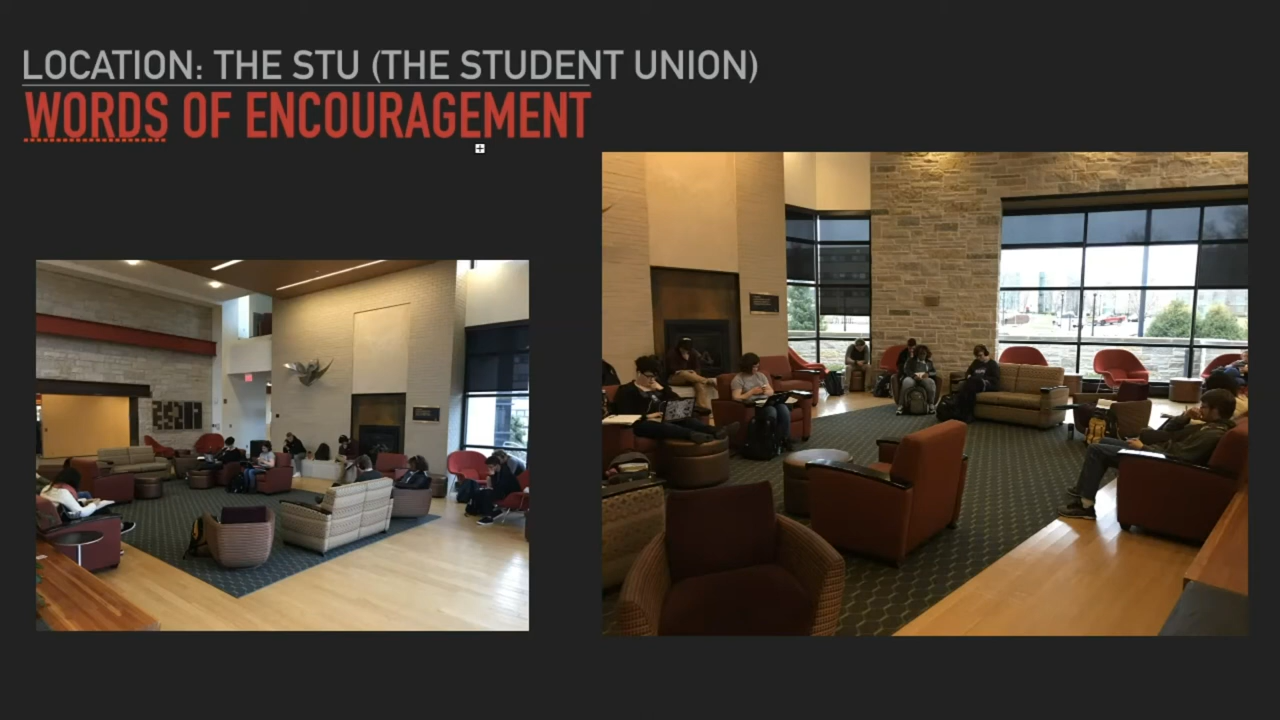 LOCATION: THE STU (THE STUDENT UNION)
WORDS OF ENCOURAGEMENT